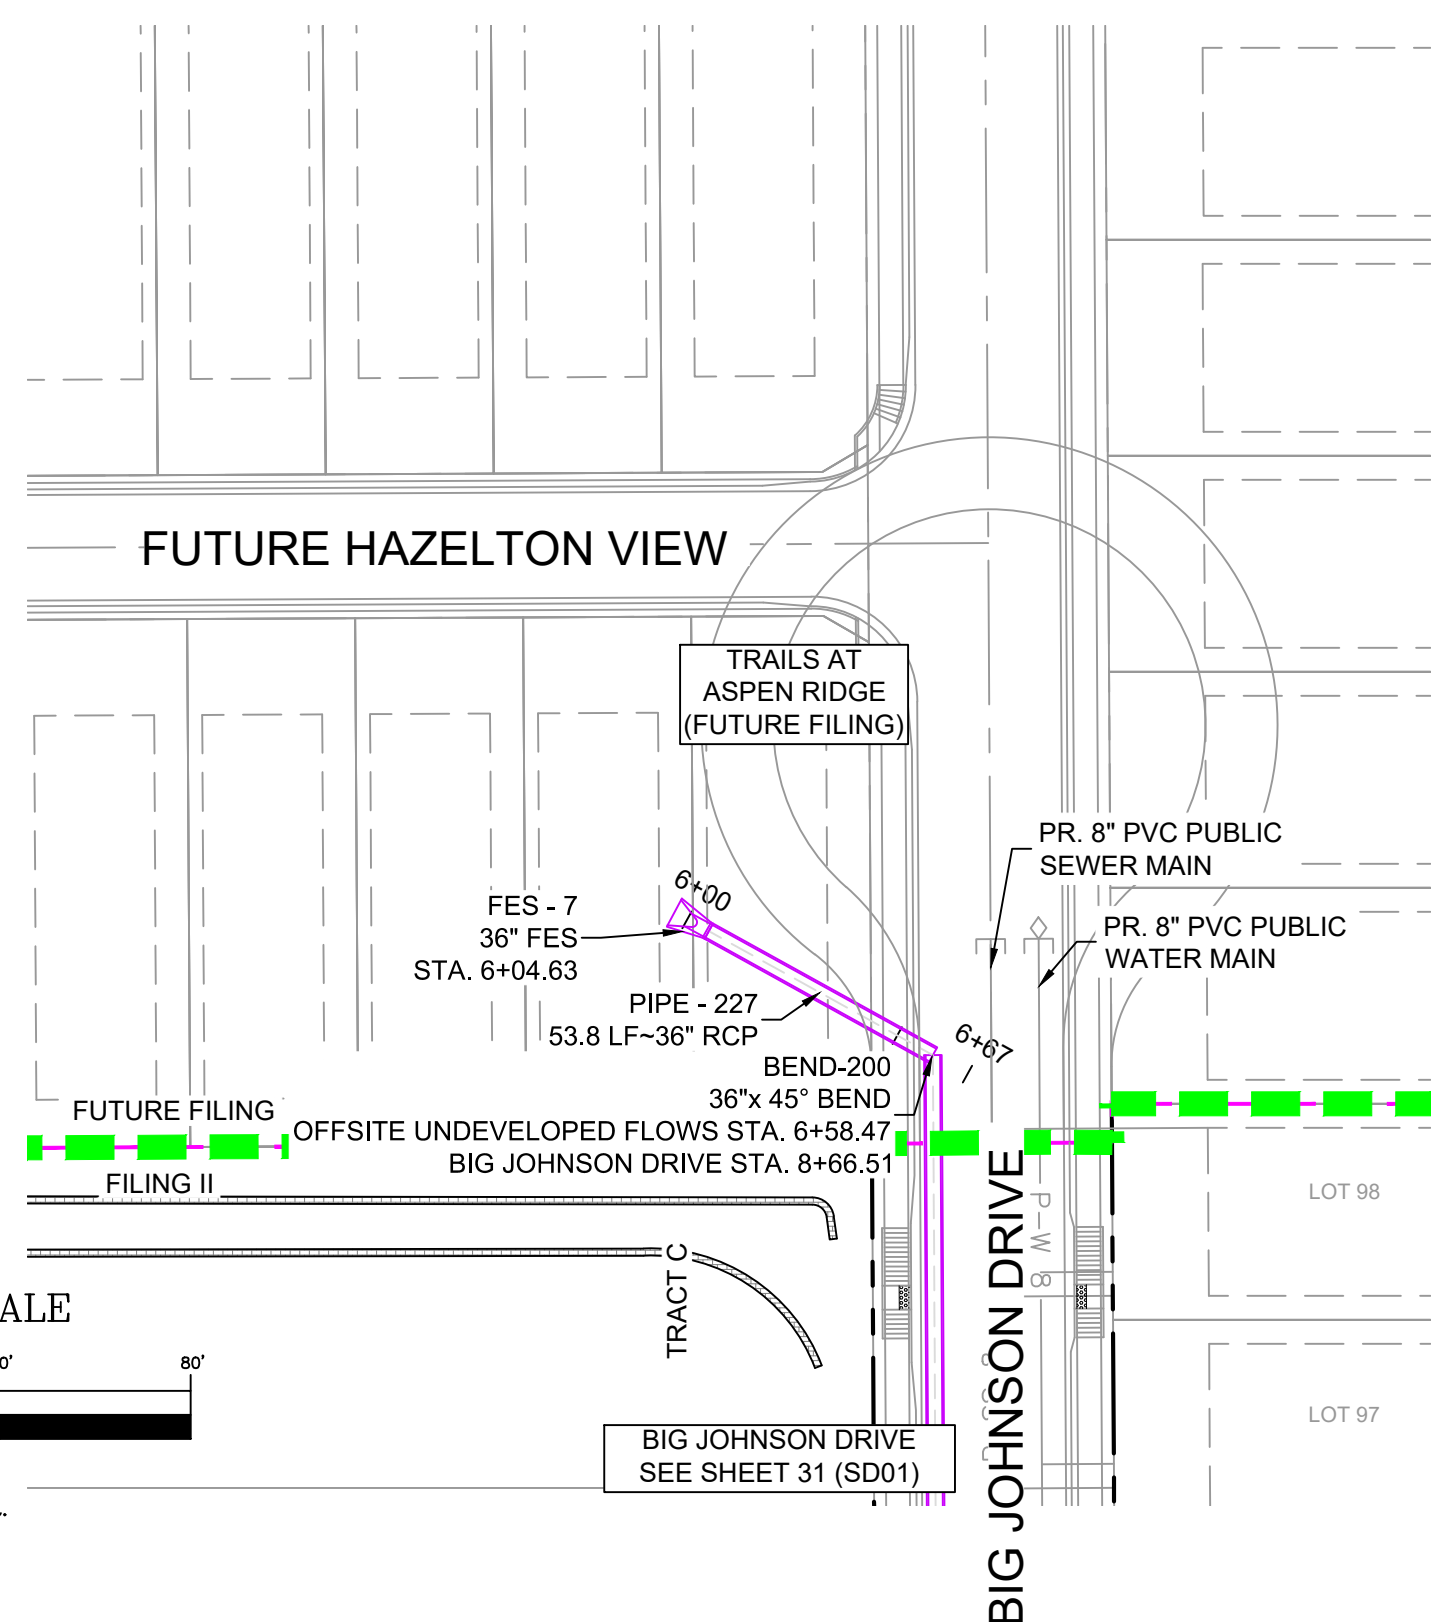 FUTURE HAZELTON VIEW
TRAILS AT
ASPEN RIDGE
(FUTURE FILING)
PR. 8" PVC PUBLIC
SEWER MAIN
6+00
FES - 7
36" FES
STA. 6+04.63
PR. 8" PVC PUBLIC
WATER MAIN
PIPE - 227
53.8 LF~36" RCP
6+67
BEND-200
36"x 45° BEND
OFFSITE UNDEVELOPED FLOWS STA. 6+58.47
BIG JOHNSON DRIVE STA. 8+66.51
FUTURE FILING
FILING II
LOT 98
P-W 8
TRACT C
BIG JOHNSON DRIVE
ALE
0'
80'
LOT 97
BIG JOHNSON DRIVE
SEE SHEET 31 (SD01)